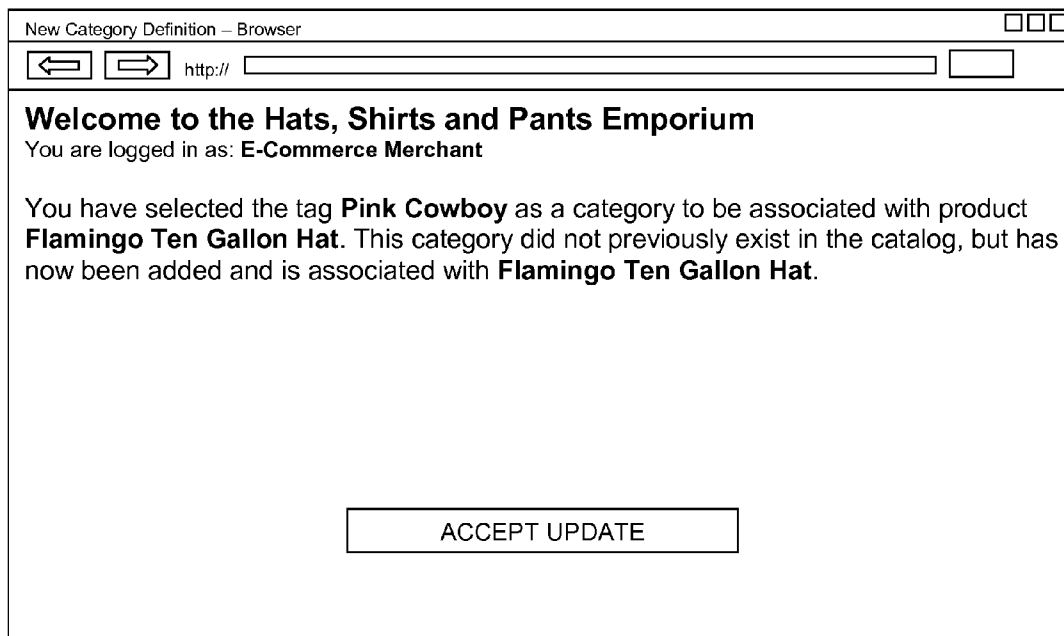 New Category Definition – Browser
http://
Welcome to the Hats, Shirts and Pants Emporium
You are logged in as: E-Commerce Merchant
You have selected the tag Pink Cowboy as a category to be associated with product
Flamingo Ten Gallon Hat. This category did not previously exist in the catalog, but has
now been added and is associated with Flamingo Ten Gallon Hat.
ACCEPT UPDATE